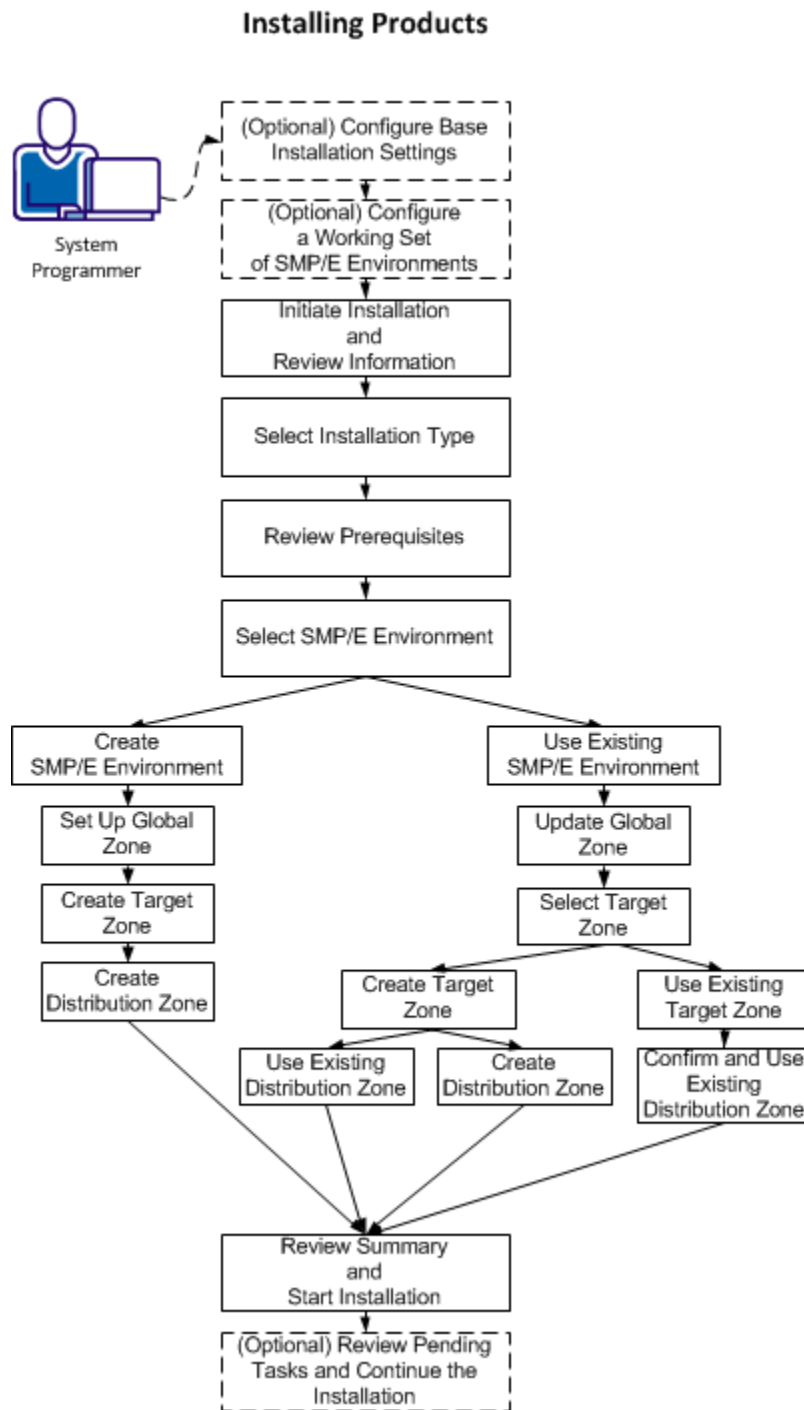 Installing Products
(Optional) Configure Base
Installation Settings
System
Programmer
(Optional) Configure
a Working Set
of SMP/E Environments
Initiate Installation
and
Review Information
Select Installation Type
Review Prerequisites
Select SMP/E Environment
Create
SMP/E Environment
Use Existing
SMP/E Environment
Set Up Global
Zone
Update Global
Zone
Create Target
Zone
Select Target
Zone
Create
Distribution Zone
Create Target
Zone
Use Existing
Target Zone
Use Existing
Distribution Zone
Create
Distribution Zone
Confirm and Use
Existing
Distribution Zone
Review Summary
and
Start Installation
(Optional) Review Pending
Tasks and Continue the
Installation